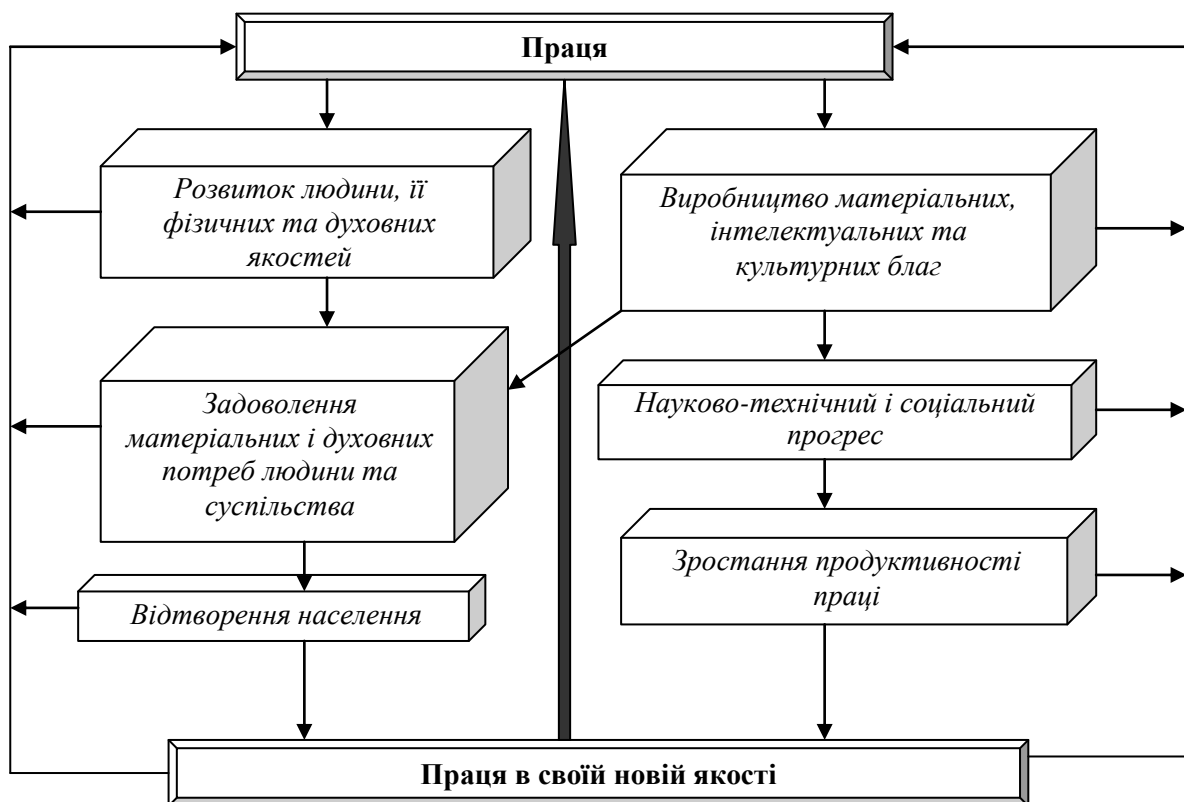 Праця
Розвиток людини, її
фізичних та духовних
якостей
Виробництво матеріальних,
інтелектуальних та
культурних благ
Задоволення
матеріальних і духовних
потреб людини та
суспільства
Науково-технічний і соціальний
прогрес
Відтворення населення
Зростання продуктивності
праці
Праця в своїй новій якості